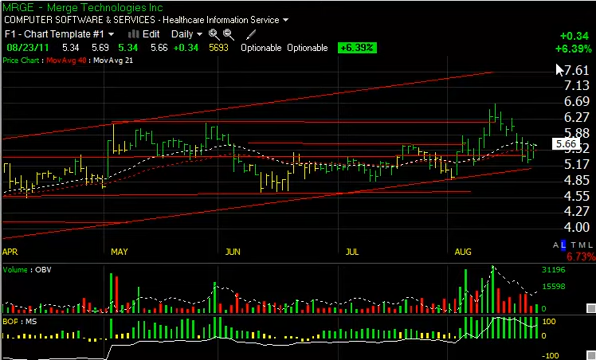 MRGE - Merge Technologies Inc
COMPUTER SOFTWARE & SERVICES - Healthcare Information Service
F1 - Chart Template #1 Edit Daily
+0.34
08/23/11 5.34 5.69 5.34 5.66 +0.34 5693 Optionable Optionable +6.39% +6.39%
Price Chart : MovAvg 40 : MovAvg 21
7.61
7.13
6.69
6.27
5.88
5.66
5.52
5.17
4.85
4.55
4.27
4.00
APR MAY JUN JUL AUG A L T M L
6.73%
Volume : OBV
31196
15598
0
BOP : MS
100
0
-100